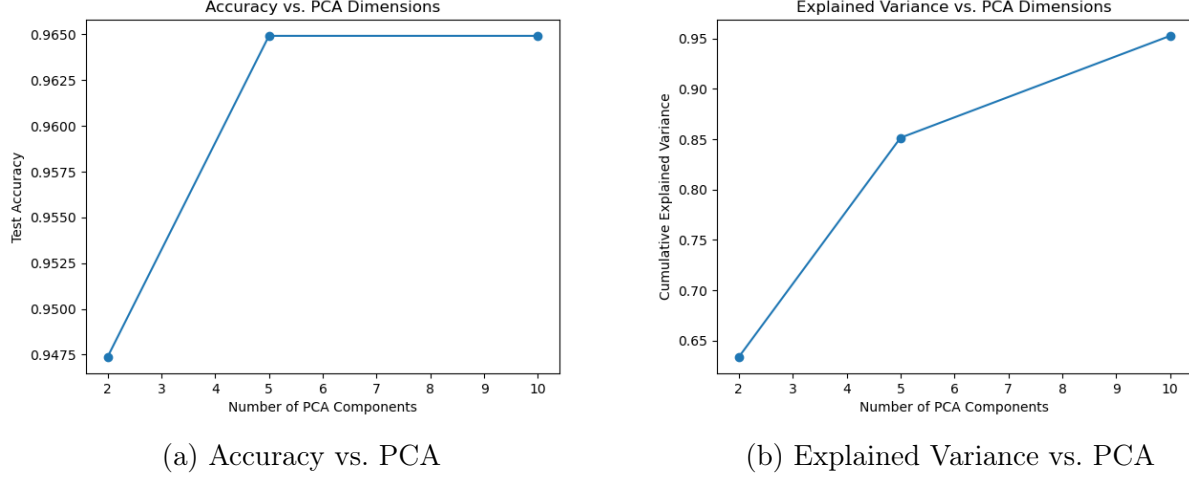 Accuracy vs. PCA Dimensions
0.9650
0.9625
0.9600
0.9575
0.9550
0.9525
0.9500
0.9475
Test Accuracy
2 3 4 5 6 7 8 9 10
Number of PCA Components
(a) Accuracy vs. PCA
Explained Variance vs. PCA Dimensions
0.95
0.90
0.85
0.80
0.75
0.70
0.65
Cumulative Explained Variance
2 3 4 5 6 7 8 9 10
Number of PCA Components
(b) Explained Variance vs. PCA